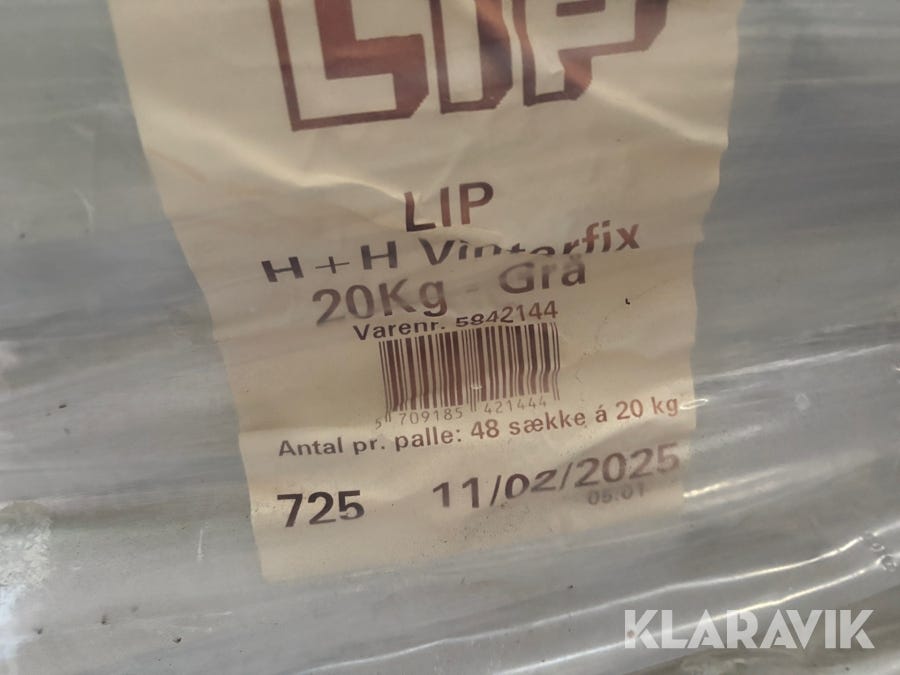 LIP
LIP
H+H Vinterfix
20Kg - Grå
Varenr. 5842144
5 709185 421444
Antal pr. palle: 48 sække á 20 kg
725 11/02/2025
05:01
KLARAVIK